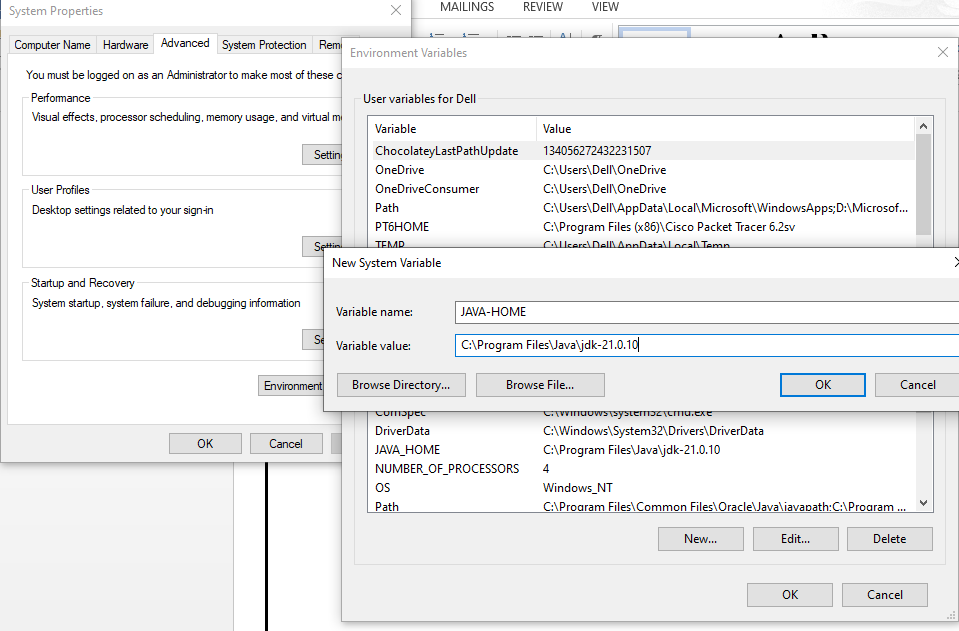 System Properties
MAILINGS REVIEW VIEW
Computer Name Hardware Advanced System Protection Rem
You must be logged on as an Administrator to make most of these c
Performance
Visual effects, processor scheduling, memory usage, and virtual m
Settin
User Profiles
Desktop settings related to your sign-in
Settin
Startup and Recovery
System startup, system failure, and debugging information
Se
Environment
OK Cancel
Environment Variables
User variables for Dell
Variable Value
ChocolateyLastPathUpdate 134056272432231507
OneDrive C:\Users\Dell\OneDrive
OneDriveConsumer C:\Users\Dell\OneDrive
Path C:\Users\Dell\AppData\Local\Microsoft\WindowsApps;D:\Microsof...
PT6HOME C:\Program Files (x86)\Cisco Packet Tracer 6.2sv
TEMP C:\Users\Dell\AppData\Local\Temp
New System Variable
Variable name: JAVA-HOME
Variable value: C:\Program Files\Java\jdk-21.0.10
Browse Directory... Browse File... OK Cancel
ComSpec C:\Windows\system32\cmd.exe
DriverData C:\Windows\System32\Drivers\DriverData
JAVA_HOME C:\Program Files\Java\jdk-21.0.10
NUMBER_OF_PROCESSORS 4
OS Windows_NT
Path C:\Program Files\Common Files\Oracle\Java\javapath;C:\Program ...
New... Edit... Delete
OK Cancel